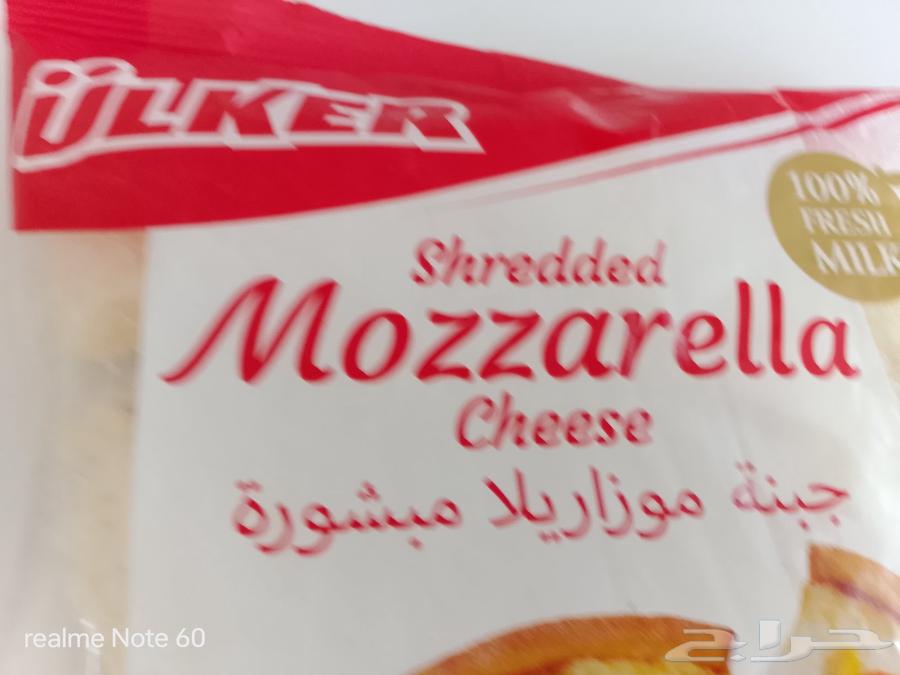 ÜLKER
100%
FRESH
MILK
Shredded
Mozzarella
Cheese
جبنة موزاريلا مبشورة
realme Note 60
حراج